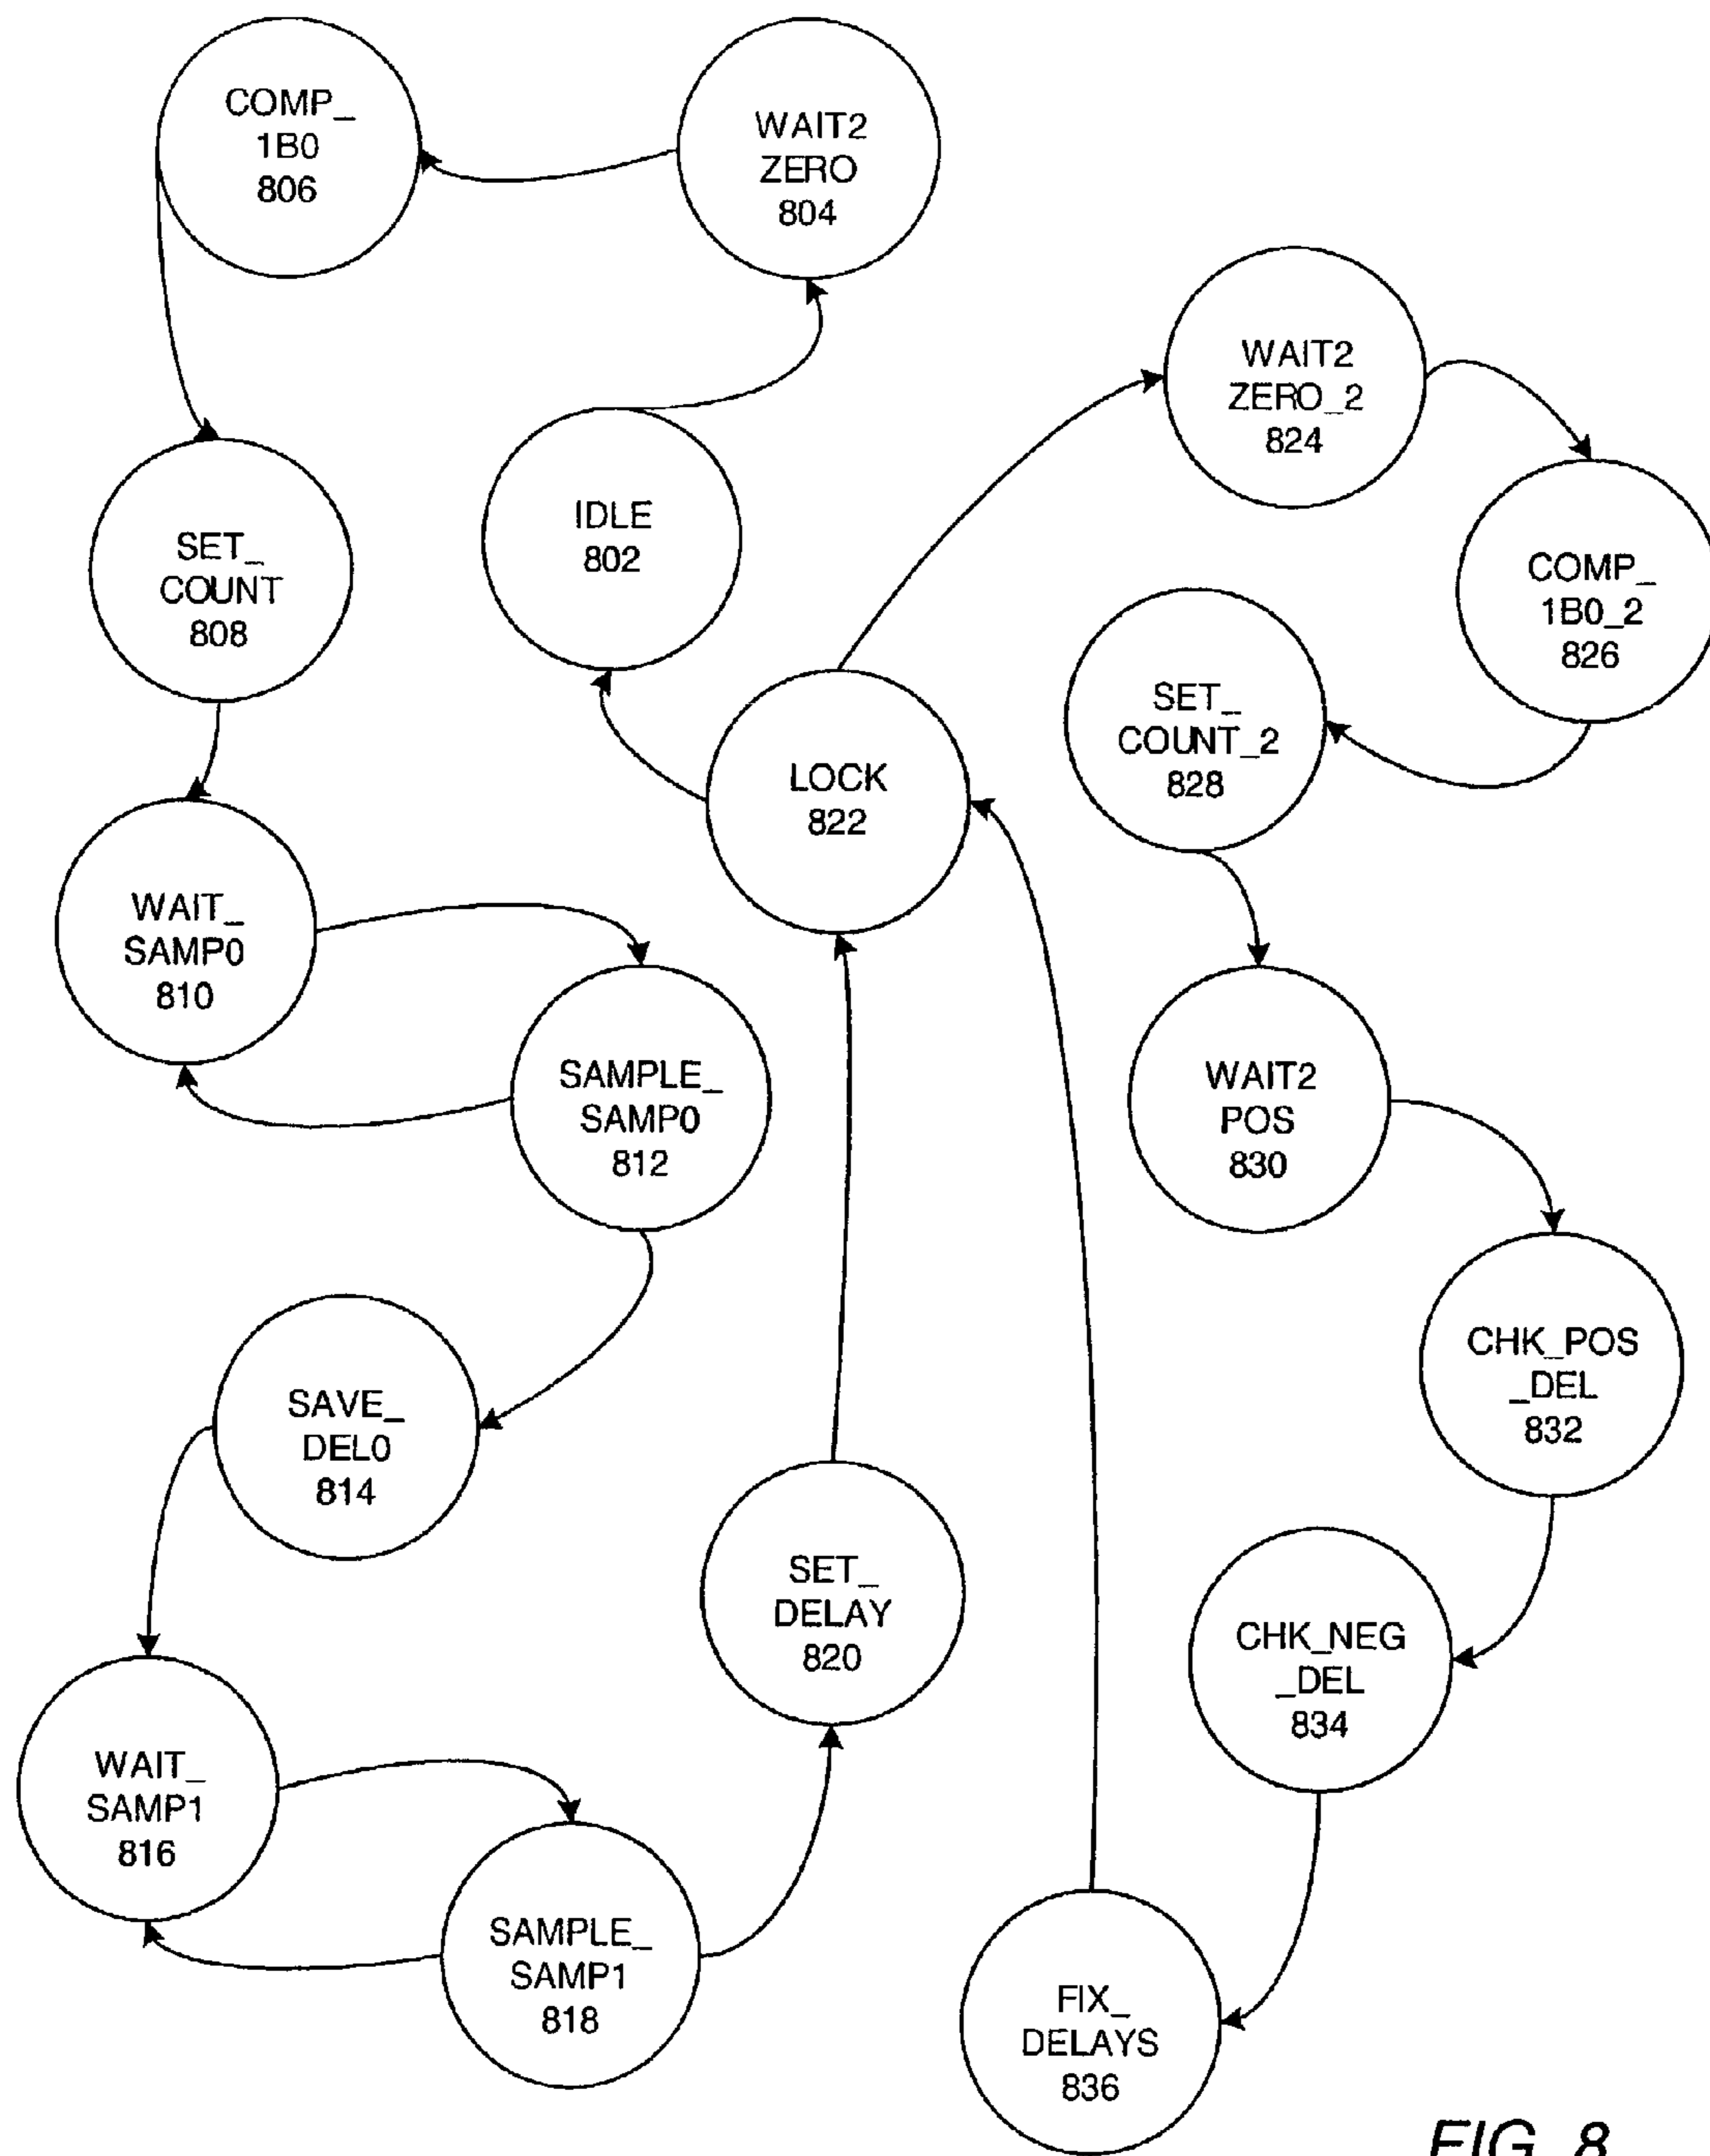 COMP_
1B0
806
WAIT2
ZERO
804
WAIT2
ZERO_2
824
IDLE
802
SET_
COUNT
808
COMP_
1B0_2
826
SET_
COUNT_2
828
LOCK
822
WAIT_
SAMP0
810
SAMPLE_
SAMP0
812
WAIT2
POS
830
CHK_POS
_DEL
832
SAVE_
DEL0
814
SET_
DELAY
820
CHK_NEG
_DEL
834
WAIT_
SAMP1
816
SAMPLE_
SAMP1
818
FIX_
DELAYS
836
FIG. 8